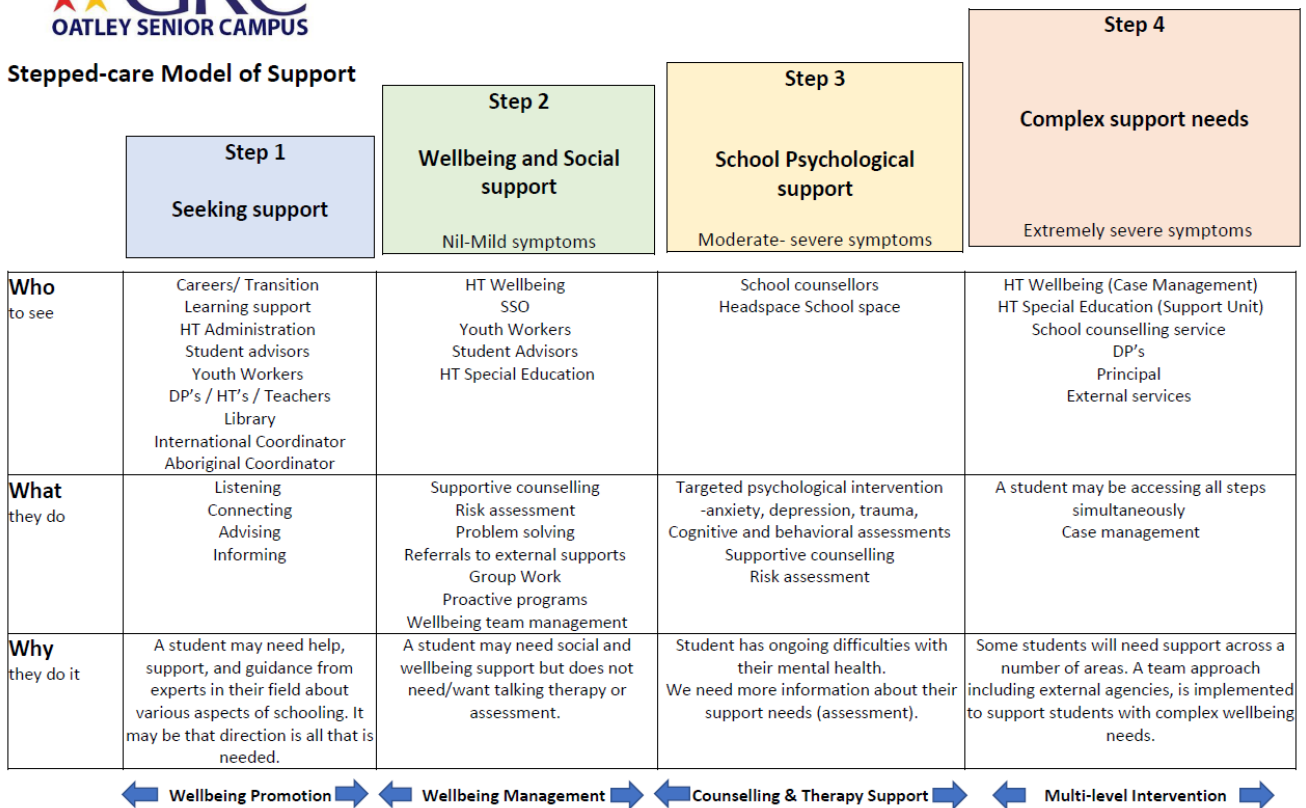 GRC
OATLEY SENIOR CAMPUS
Stepped-care Model of Support
Step 1
Seeking support
Step 2
Wellbeing and Social
support
Nil-Mild symptoms
Step 3
School Psychological
support
Moderate- severe symptoms
Step 4
Complex support needs
Extremely severe symptoms
Who
to see
Careers/ Transition
Learning support
HT Administration
Student advisors
Youth Workers
DP's / HT's / Teachers
Library
International Coordinator
Aboriginal Coordinator
HT Wellbeing
SSO
Youth Workers
Student Advisors
HT Special Education
School counsellors
Headspace School space
HT Wellbeing (Case Management)
HT Special Education (Support Unit)
School counselling service
DP's
Principal
External services
What
they do
Listening
Connecting
Advising
Informing
Supportive counselling
Risk assessment
Problem solving
Referrals to external supports
Group Work
Proactive programs
Wellbeing team management
Targeted psychological intervention
-anxiety, depression, trauma,
Cognitive and behavioral assessments
Supportive counselling
Risk assessment
A student may be accessing all steps
simultaneously
Case management
Why
they do it
A student may need help,
support, and guidance from
experts in their field about
various aspects of schooling. It
may be that direction is all that is
needed.
A student may need social and
wellbeing support but does not
need/want talking therapy or
assessment.
Student has ongoing difficulties with
their mental health.
We need more information about their
support needs (assessment).
Some students will need support across a
number of areas. A team approach
including external agencies, is implemented
to support students with complex wellbeing
needs.
Wellbeing Promotion
Wellbeing Management
Counselling & Therapy Support
Multi-level Intervention